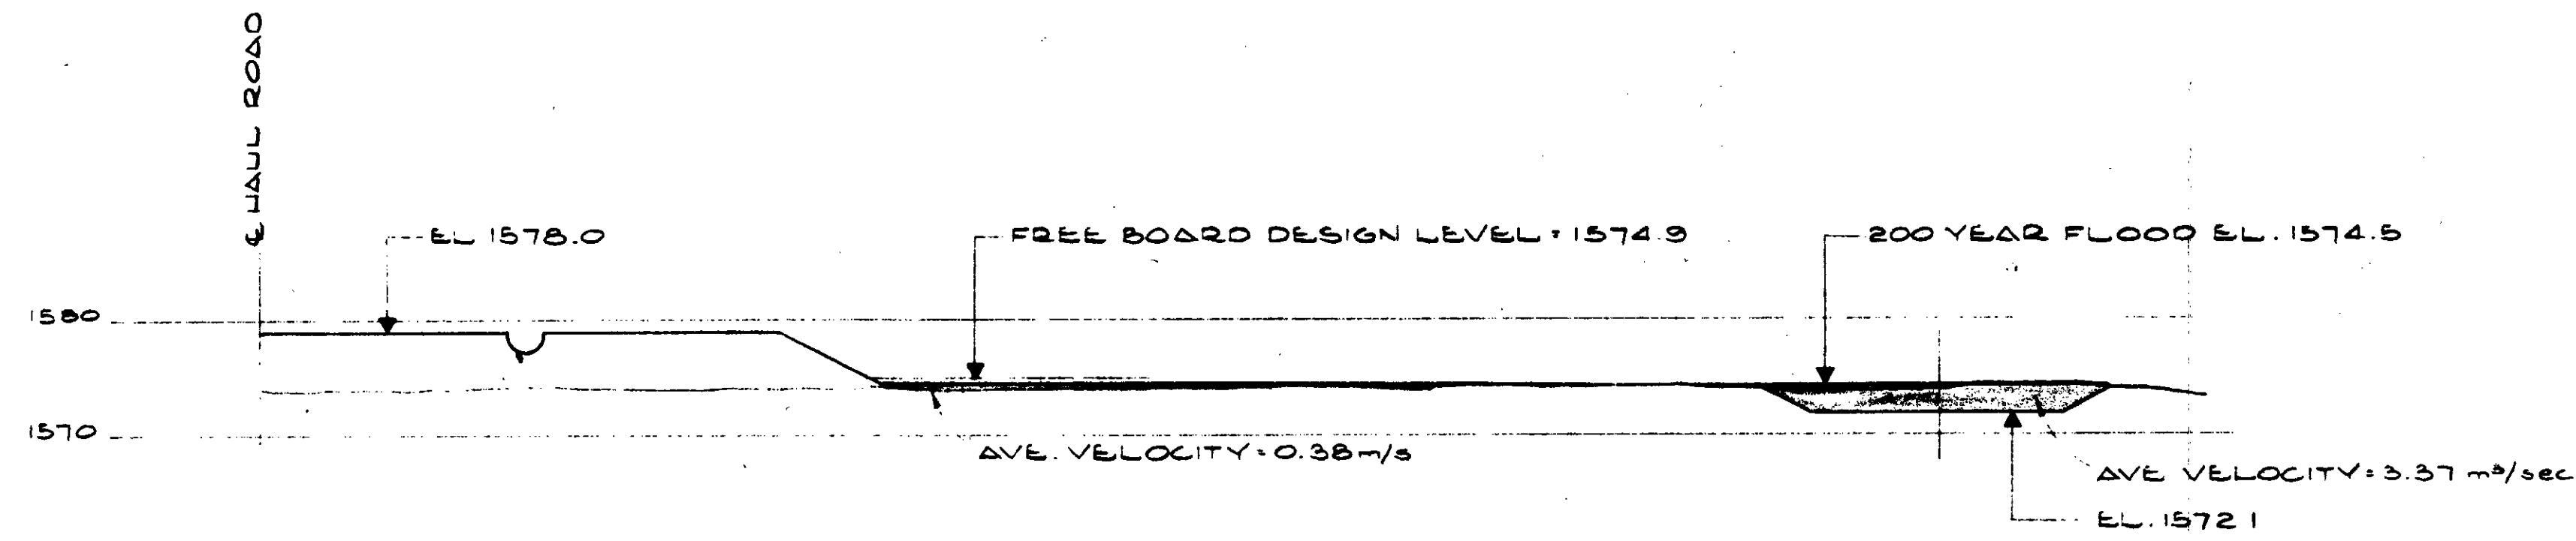 ℄ HAUL ROAD
EL 1578.0
FREE BOARD DESIGN LEVEL = 1574.9
200 YEAR FLOOD EL. 1574.5
1580
1570
AVE. VELOCITY = 0.38 m/s
AVE VELOCITY = 3.37 m³/sec
EL. 1572 1